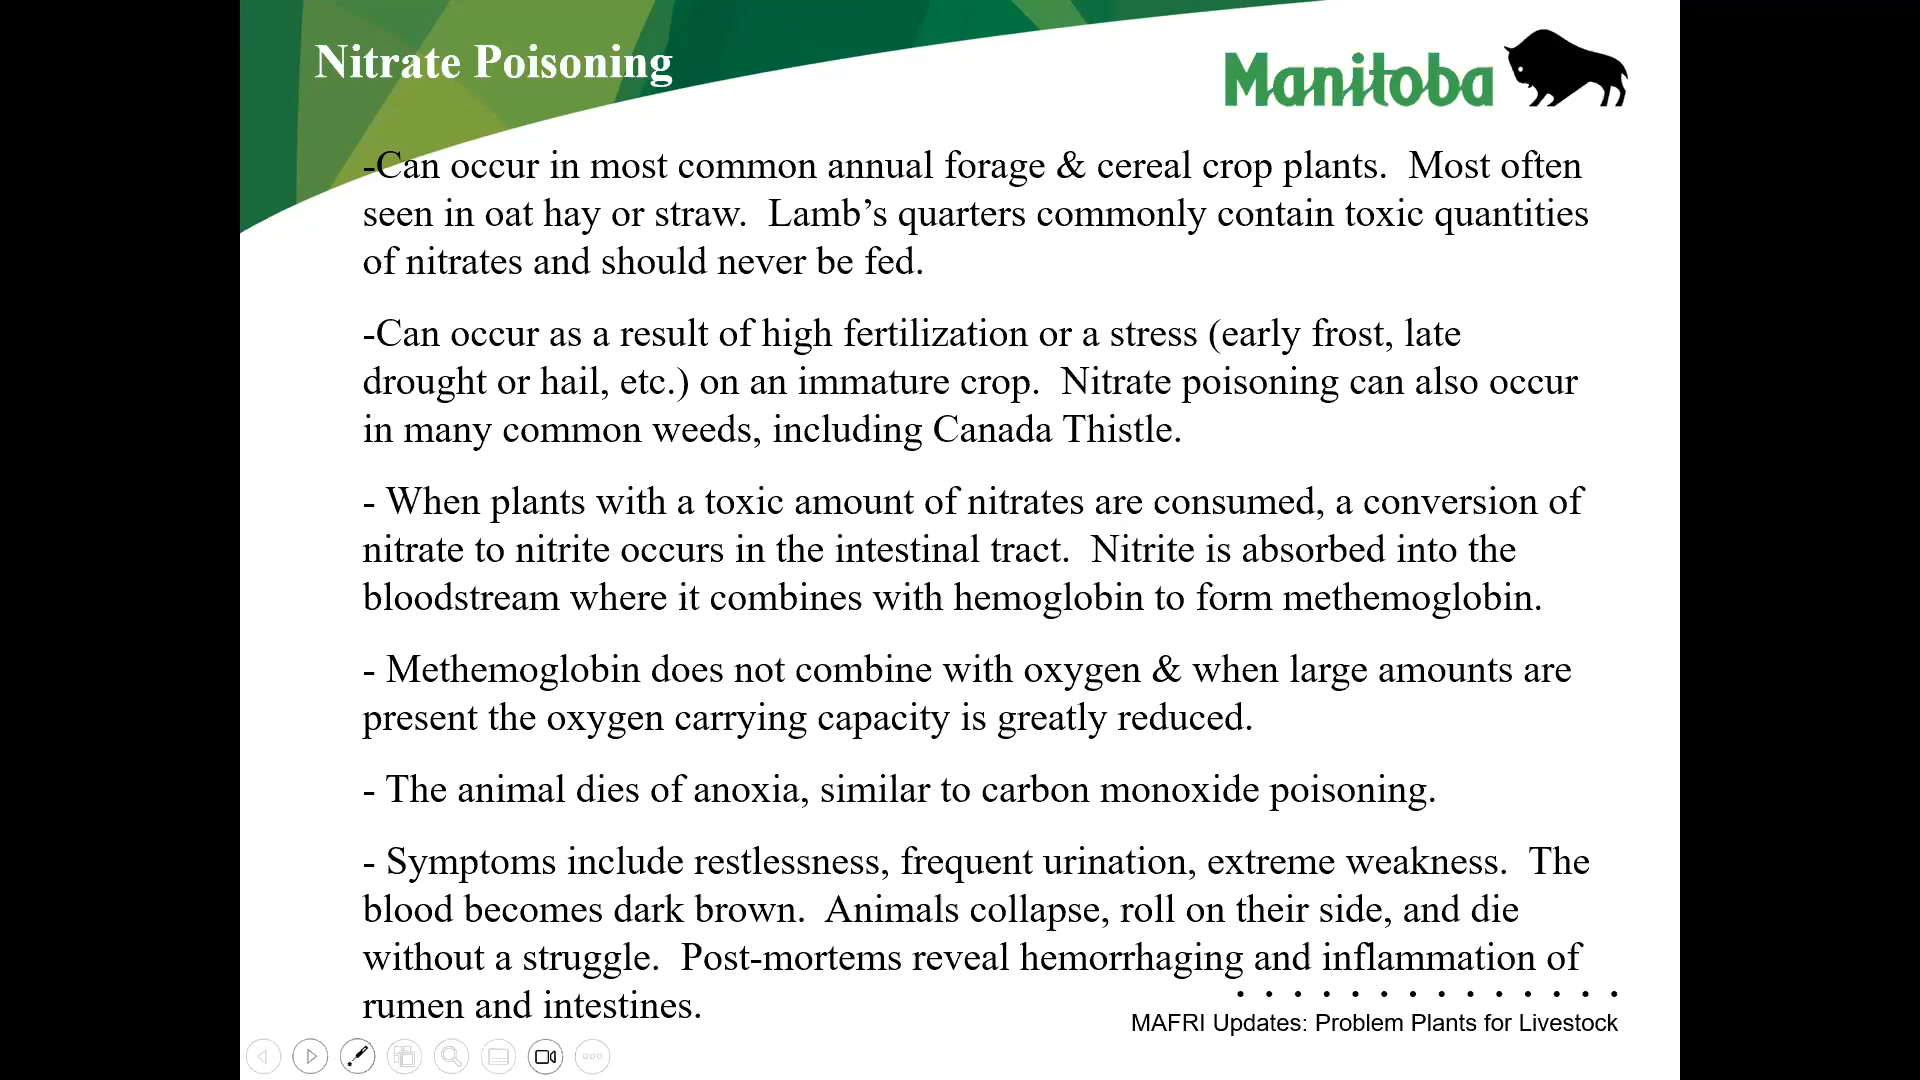 Nitrate Poisoning
Manitoba
-Can occur in most common annual forage & cereal crop plants.  Most often
seen in oat hay or straw.  Lamb’s quarters commonly contain toxic quantities
of nitrates and should never be fed.
-Can occur as a result of high fertilization or a stress (early frost, late
drought or hail, etc.) on an immature crop.  Nitrate poisoning can also occur
in many common weeds, including Canada Thistle.
- When plants with a toxic amount of nitrates are consumed, a conversion of
nitrate to nitrite occurs in the intestinal tract.  Nitrite is absorbed into the
bloodstream where it combines with hemoglobin to form methemoglobin.
- Methemoglobin does not combine with oxygen & when large amounts are
present the oxygen carrying capacity is greatly reduced.
- The animal dies of anoxia, similar to carbon monoxide poisoning.
- Symptoms include restlessness, frequent urination, extreme weakness.  The
blood becomes dark brown.  Animals collapse, roll on their side, and die
without a struggle.  Post-mortems reveal hemorrhaging and inflammation of
rumen and intestines.
MAFRI Updates: Problem Plants for Livestock